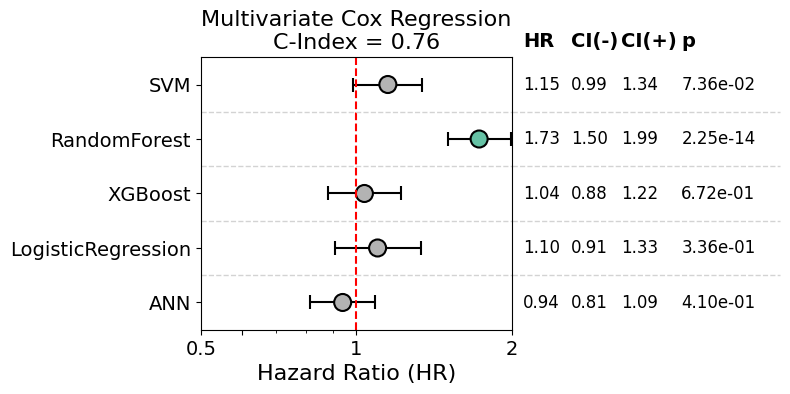 Multivariate Cox Regression
C-Index = 0.76
HR CI(-) CI(+) p
SVM 1.15 0.99 1.34 7.36e-02
RandomForest 1.73 1.50 1.99 2.25e-14
XGBoost 1.04 0.88 1.22 6.72e-01
LogisticRegression 1.10 0.91 1.33 3.36e-01
ANN 0.94 0.81 1.09 4.10e-01
0.5 1 2
Hazard Ratio (HR)